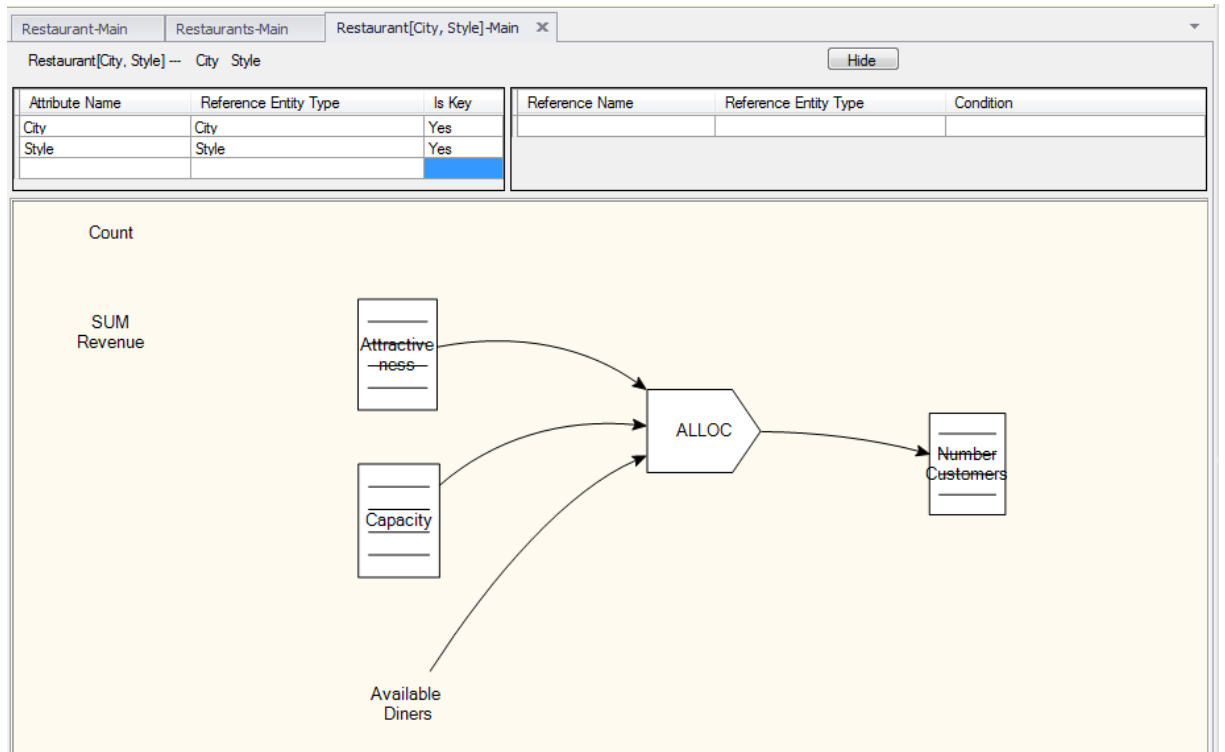 Restaurant-Main Restaurants-Main Restaurant[City, Style]-Main X
Restaurant[City, Style] --- City Style Hide
Attribute Name Reference Entity Type Is Key Reference Name Reference Entity Type Condition
City City Yes
Style Style Yes
Count
SUM
Revenue
Attractive
ness
ALLOC
Number
Customers
Capacity
Available
Diners